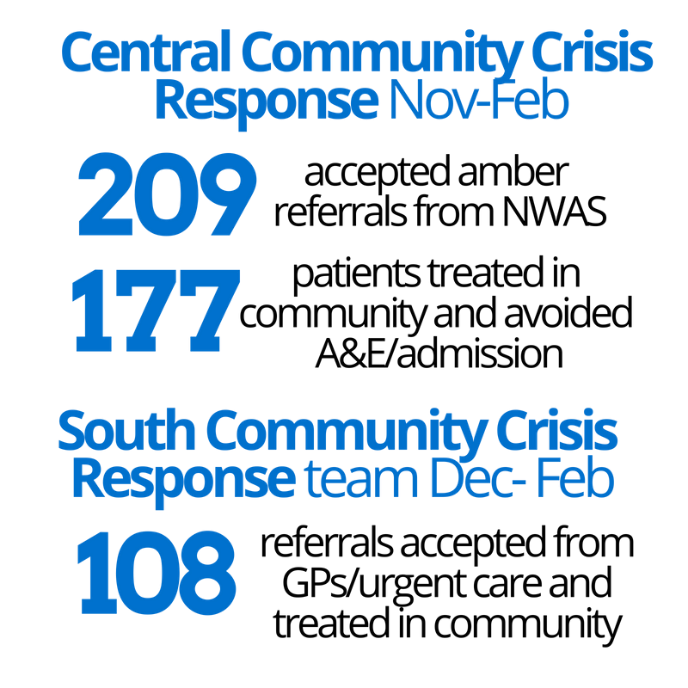 Central Community Crisis
Response Nov-Feb
209
accepted amber
referrals from NWAS
177
patients treated in
community and avoided
A&E/admission
South Community Crisis
Response team Dec- Feb
108
referrals accepted from
GPs/urgent care and
treated in community